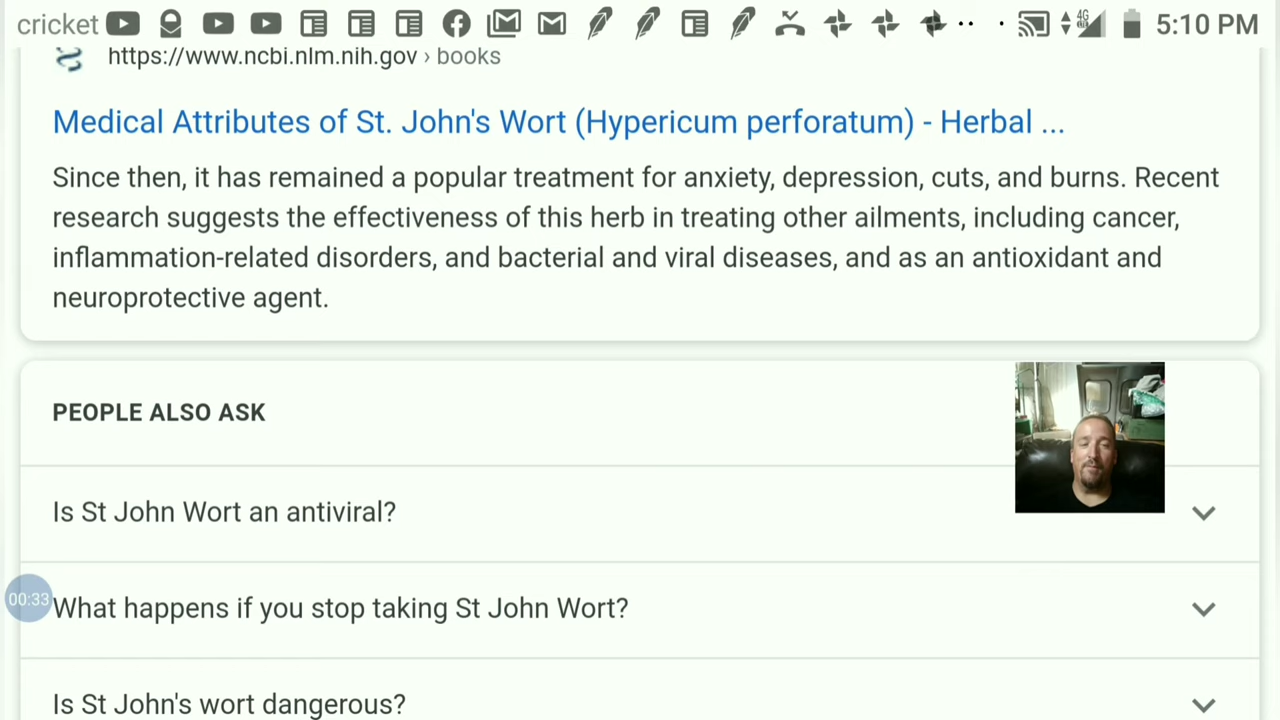 cricket 4G 5:10 PM
https://www.ncbi.nlm.nih.gov › books
Medical Attributes of St. John's Wort (Hypericum perforatum) - Herbal ...
Since then, it has remained a popular treatment for anxiety, depression, cuts, and burns. Recent
research suggests the effectiveness of this herb in treating other ailments, including cancer,
inflammation-related disorders, and bacterial and viral diseases, and as an antioxidant and
neuroprotective agent.
PEOPLE ALSO ASK
Is St John Wort an antiviral?
00:33
What happens if you stop taking St John Wort?
Is St John's wort dangerous?